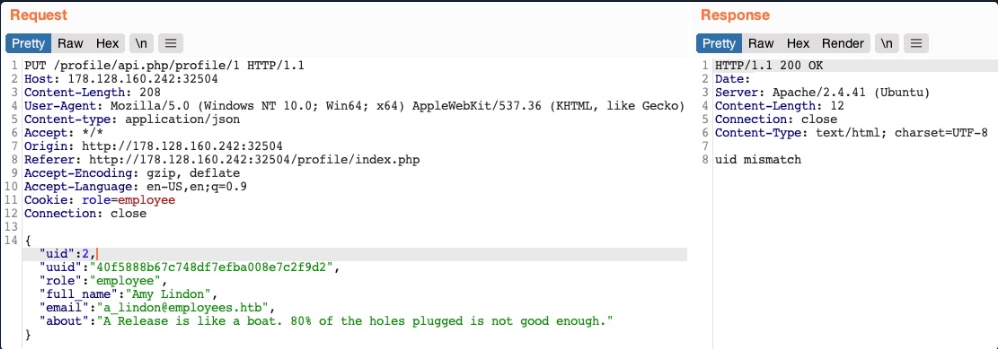 Request
Pretty Raw Hex \n
1 PUT /profile/api.php/profile/1 HTTP/1.1
2 Host: 178.128.160.242:32504
3 Content-Length: 208
4 User-Agent: Mozilla/5.0 (Windows NT 10.0; Win64; x64) AppleWebKit/537.36 (KHTML, like Gecko)
5 Content-type: application/json
6 Accept: */*
7 Origin: http://178.128.160.242:32504
8 Referer: http://178.128.160.242:32504/profile/index.php
9 Accept-Encoding: gzip, deflate
10 Accept-Language: en-US,en;q=0.9
11 Cookie: role=employee
12 Connection: close
13
14 {
"uid":2,
"uuid":"40f5888b67c748df7efba008e7c2f9d2",
"role":"employee",
"full_name":"Amy Lindon",
"email":"a_lindon@employees.htb",
"about":"A Release is like a boat. 80% of the holes plugged is not good enough."
}
Response
Pretty Raw Hex Render \n
1 HTTP/1.1 200 OK
2 Date:
3 Server: Apache/2.4.41 (Ubuntu)
4 Content-Length: 12
5 Connection: close
6 Content-Type: text/html; charset=UTF-8
7
8 uid mismatch